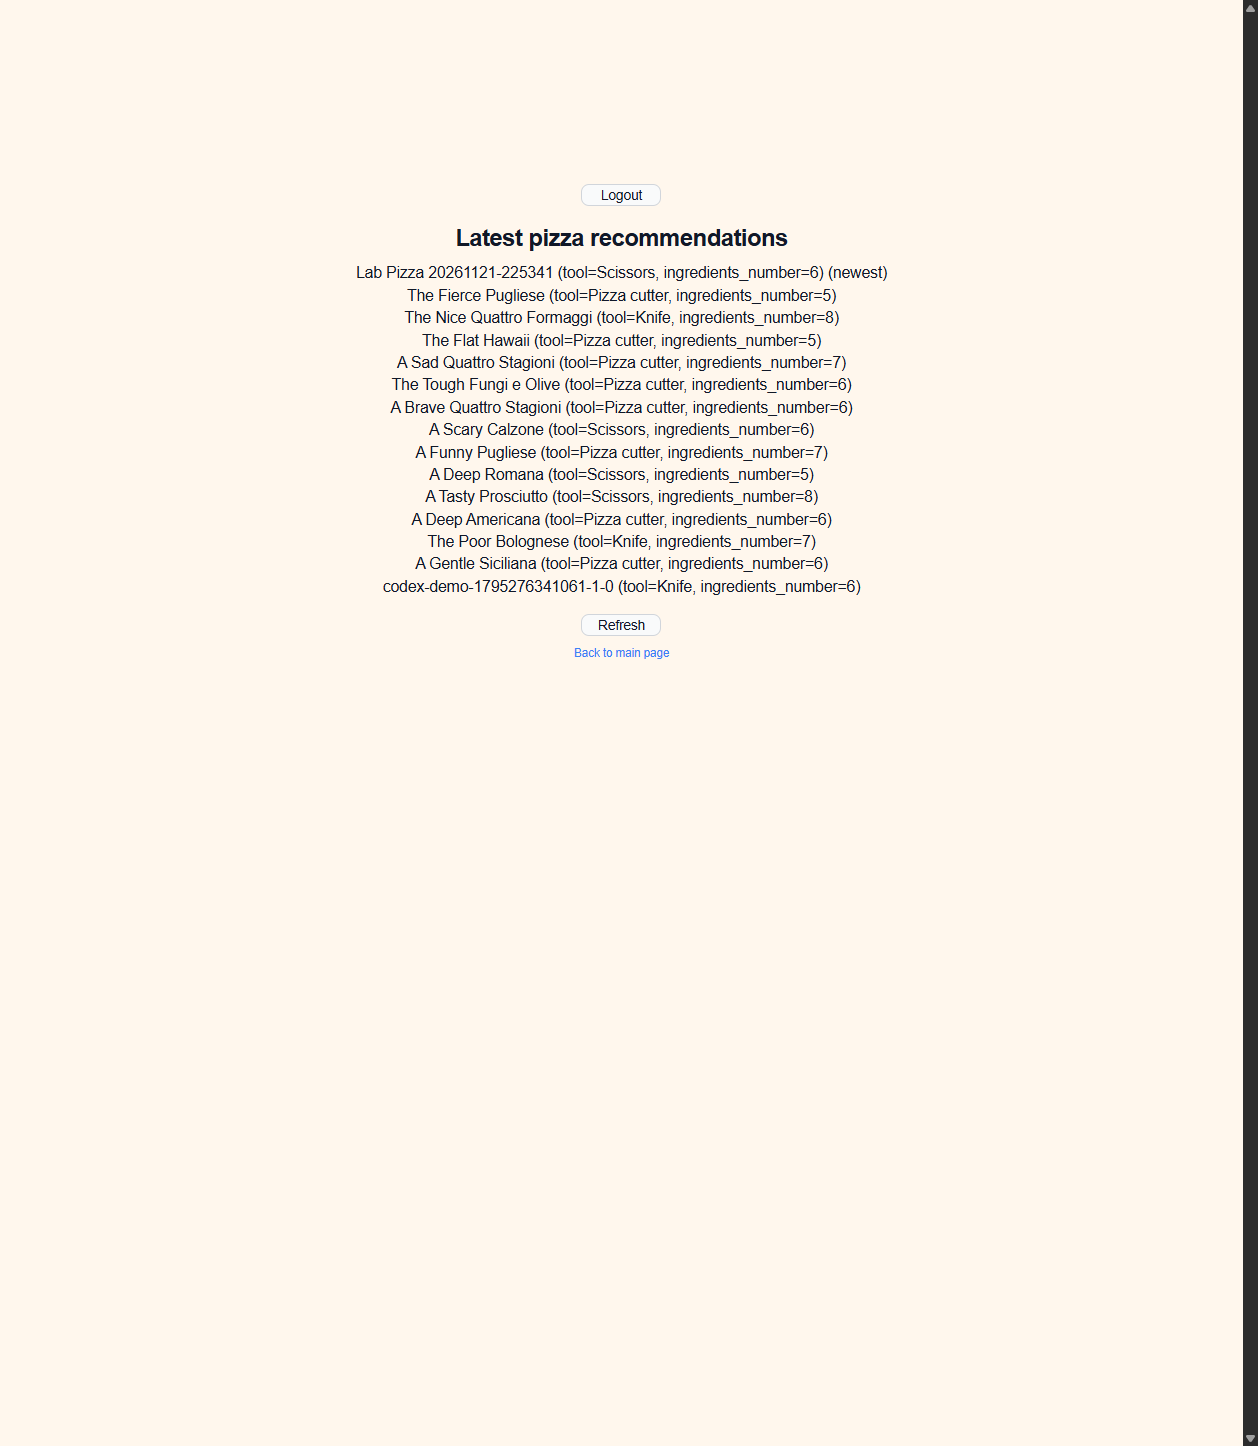 Logout
Latest pizza recommendations
Lab Pizza 20261121-225341 (tool=Scissors, ingredients_number=6) (newest)
The Fierce Pugliese (tool=Pizza cutter, ingredients_number=5)
The Nice Quattro Formaggi (tool=Knife, ingredients_number=8)
The Flat Hawaii (tool=Pizza cutter, ingredients_number=5)
A Sad Quattro Stagioni (tool=Pizza cutter, ingredients_number=7)
The Tough Fungi e Olive (tool=Pizza cutter, ingredients_number=6)
A Brave Quattro Stagioni (tool=Pizza cutter, ingredients_number=6)
A Scary Calzone (tool=Scissors, ingredients_number=6)
A Funny Pugliese (tool=Pizza cutter, ingredients_number=7)
A Deep Romana (tool=Scissors, ingredients_number=5)
A Tasty Prosciutto (tool=Scissors, ingredients_number=8)
A Deep Americana (tool=Pizza cutter, ingredients_number=6)
The Poor Bolognese (tool=Knife, ingredients_number=7)
A Gentle Siciliana (tool=Pizza cutter, ingredients_number=6)
codex-demo-1795276341061-1-0 (tool=Knife, ingredients_number=6)
Refresh
Back to main page